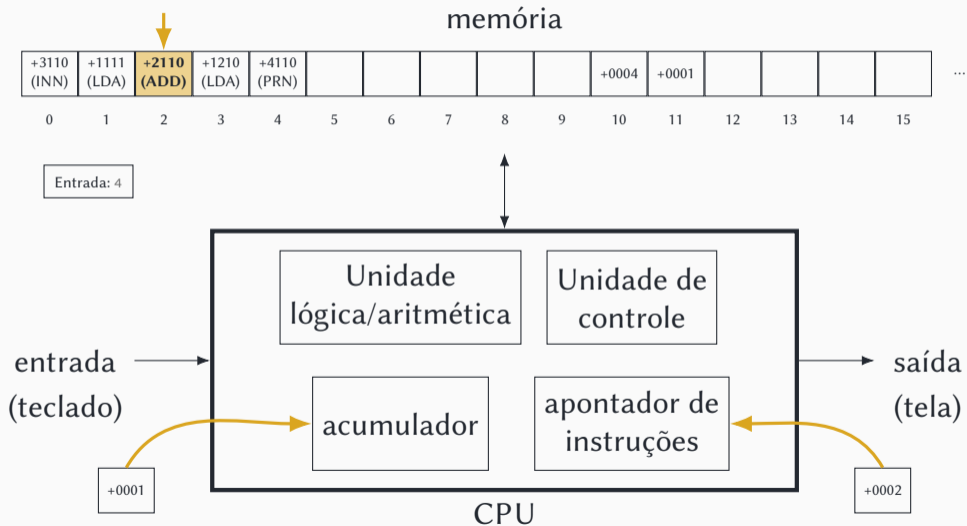 memória
+3110 +1111 +2110 +1210 +4110 +0004 +0001
(INN) (LDA) (ADD) (LDA) (PRN) ...
0 1 2 3 4 5 6 7 8 9 10 11 12 13 14 15
Entrada: 4
Unidade
lógica/aritmética
Unidade de
controle
entrada
(teclado)
saída
(tela)
acumulador
apontador de
instruções
+0001
+0002
CPU